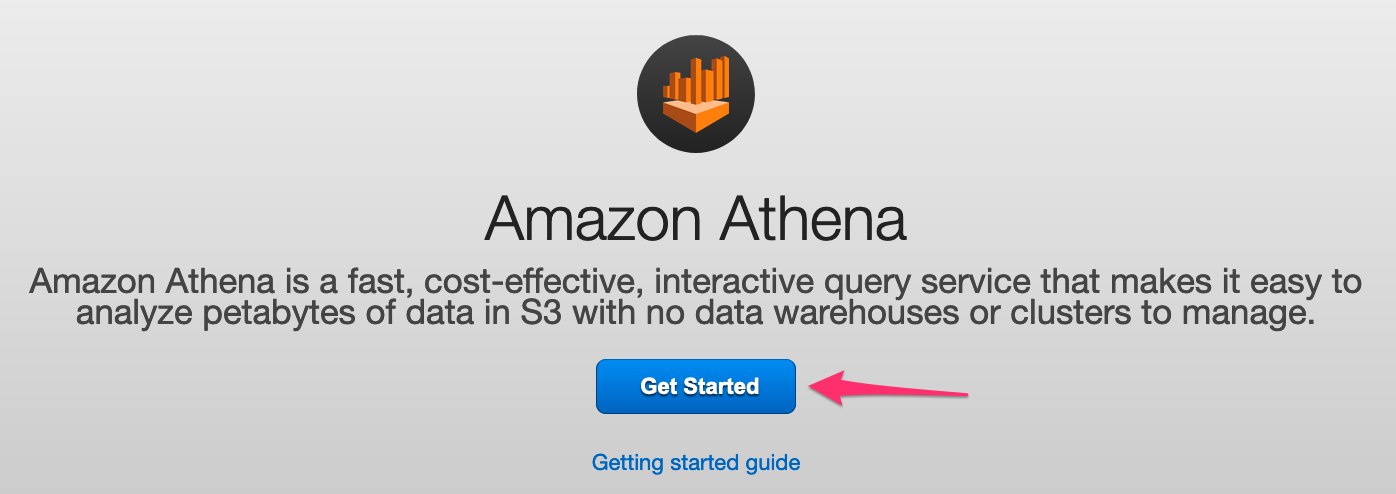 Amazon Athena
Amazon Athena is a fast, cost-effective, interactive query service that makes it easy to
analyze petabytes of data in S3 with no data warehouses or clusters to manage.
Get Started
Getting started guide